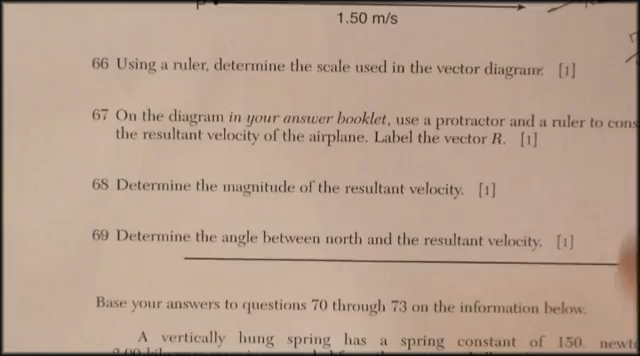 P
1.50 m/s
66 Using a ruler, determine the scale used in the vector diagram. [1]
67 On the diagram in your answer booklet, use a protractor and a ruler to cons
the resultant velocity of the airplane. Label the vector R. [1]
68 Determine the magnitude of the resultant velocity. [1]
69 Determine the angle between north and the resultant velocity. [1]
Base your answers to questions 70 through 73 on the information below.
A vertically hung spring has a spring constant of 150. newt